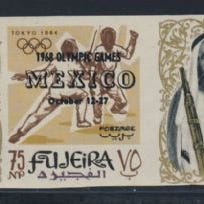 TOKYO 1964
1968 OLYMPIC GAMES
MEXICO
October 12-27
POSTAGE
75 NP FUJEIRA ٧٥
الفجيرة